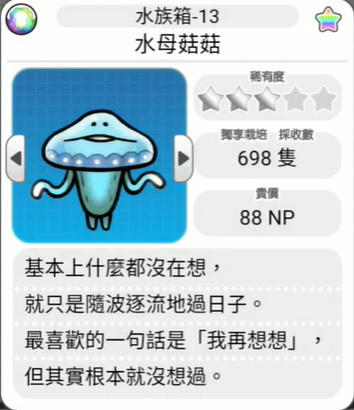 水族箱-13
水母菇菇
稀有度
獨享栽培 採收數
698 隻
賣價
88 NP
基本上什麼都沒在想，
就只是隨波逐流地過日子。
最喜歡的一句話是「我再想想」，
但其實根本就沒想過。